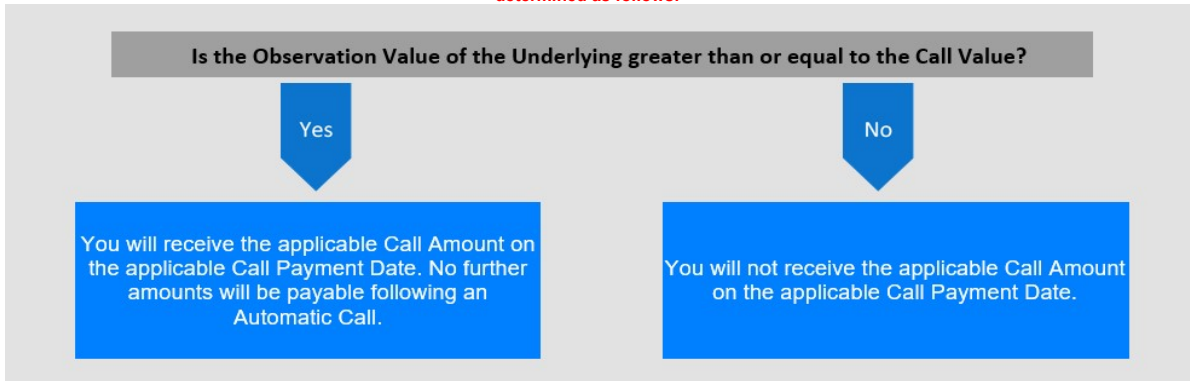 Is the Observation Value of the Underlying greater than or equal to the Call Value?
Yes
No
You will receive the applicable Call Amount on
the applicable Call Payment Date. No further
amounts will be payable following an
Automatic Call.
You will not receive the applicable Call Amount
on the applicable Call Payment Date.